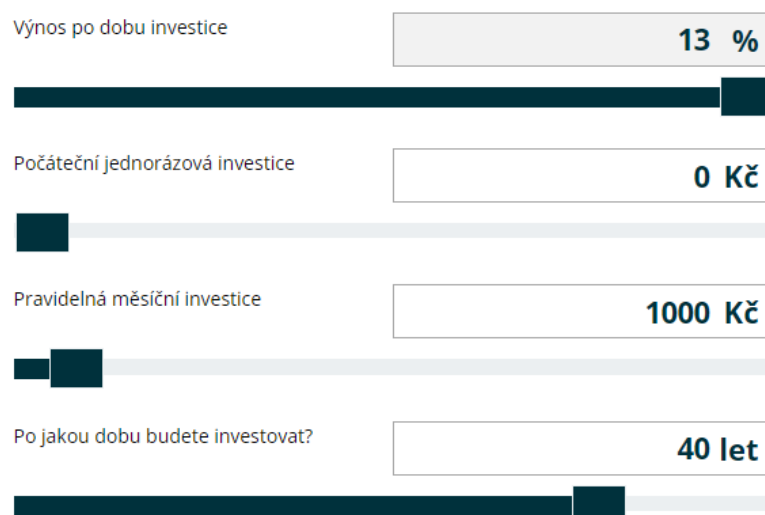 Výnos po dobu investice
13 %
Počáteční jednorázová investice
0 Kč
Pravidelná měsíční investice
1000 Kč
Po jakou dobu budete investovat?
40 let